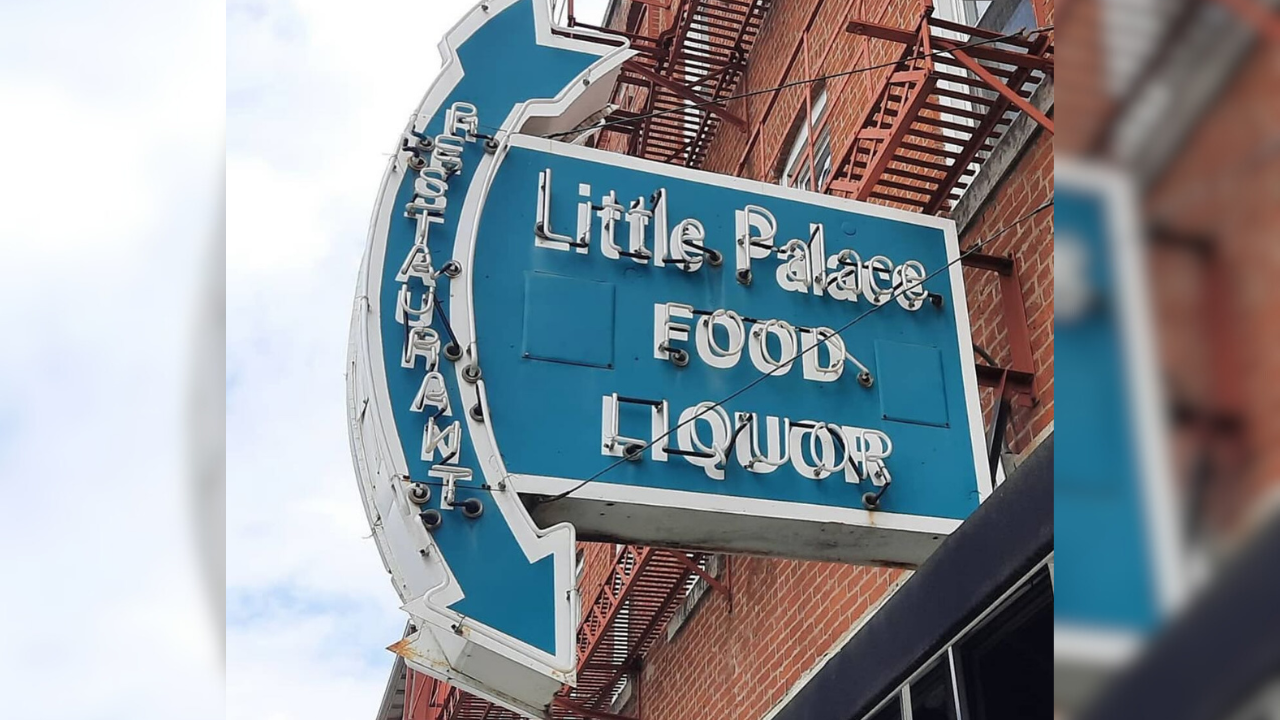 RESTAURANT
Little Palace
FOOD
LIQUOR